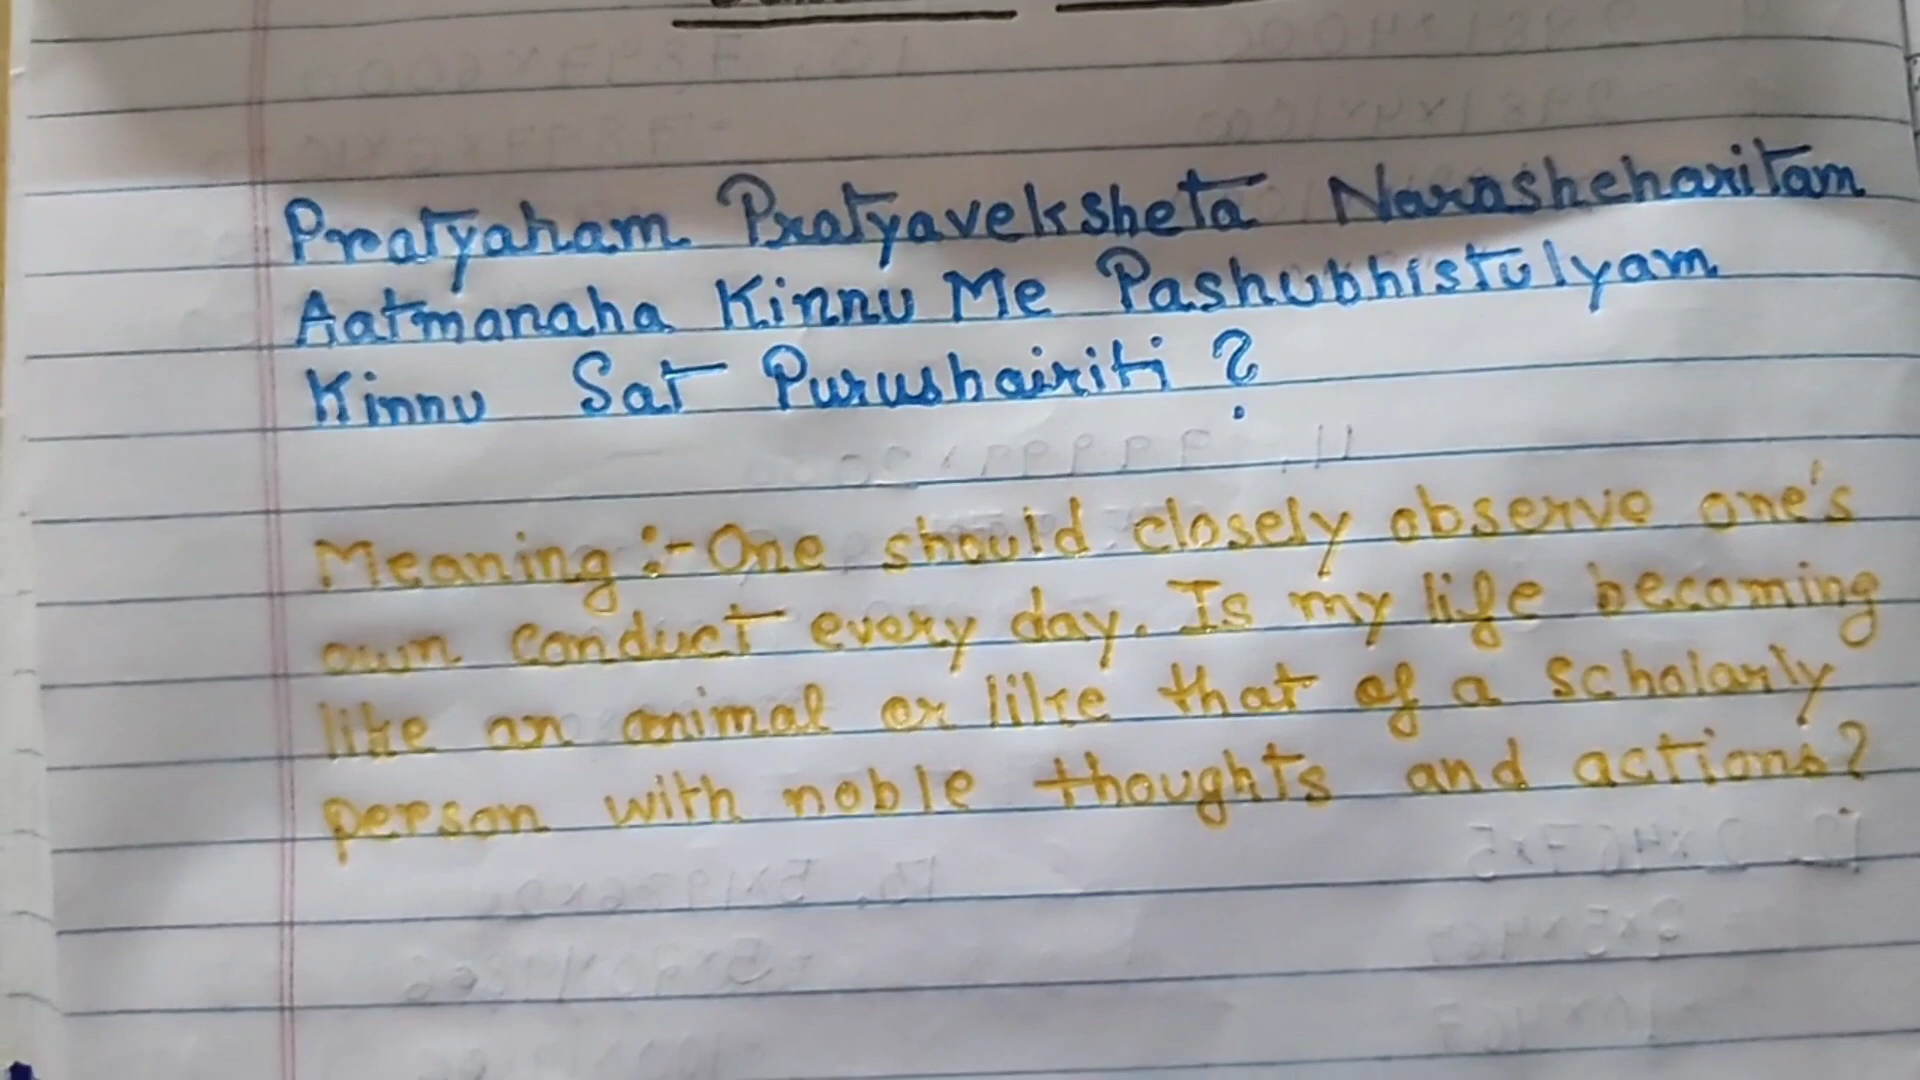 Pratyaham Pratyaveksheta Narashcharitam
Aatmanaha Kinnu Me Pashubhistulyam
Kinnu Sat Purushairiti ?
Meaning :- One should closely observe one's
own conduct every day. Is my life becoming
like an animal or like that of a scholarly
person with noble thoughts and actions?